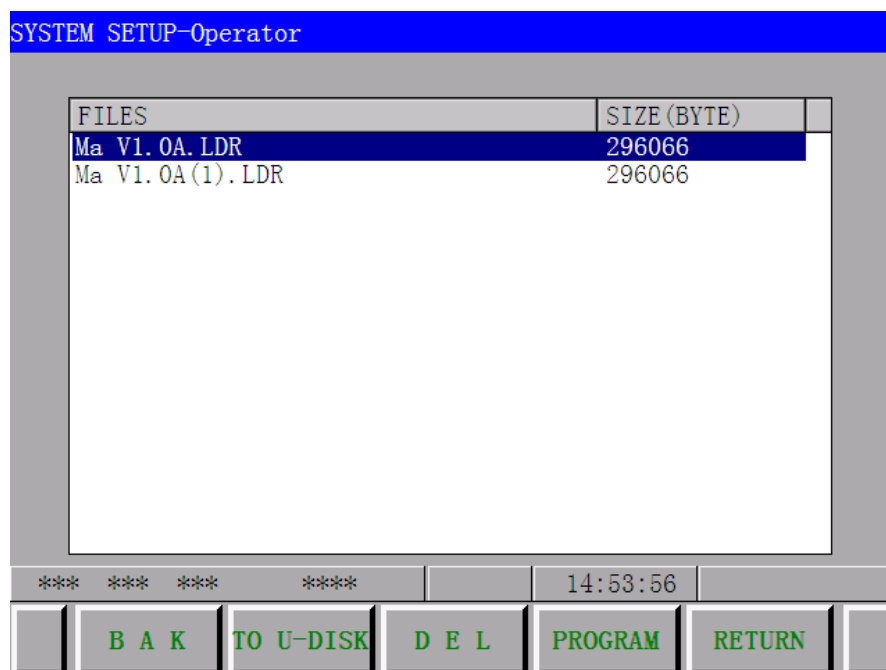 SYSTEM SETUP-Operator
FILES SIZE(BYTE)
Ma V1.0A.LDR 296066
Ma V1.0A(1).LDR 296066
*** *** *** **** 14:53:56
B A K TO U-DISK D E L PROGRAM RETURN